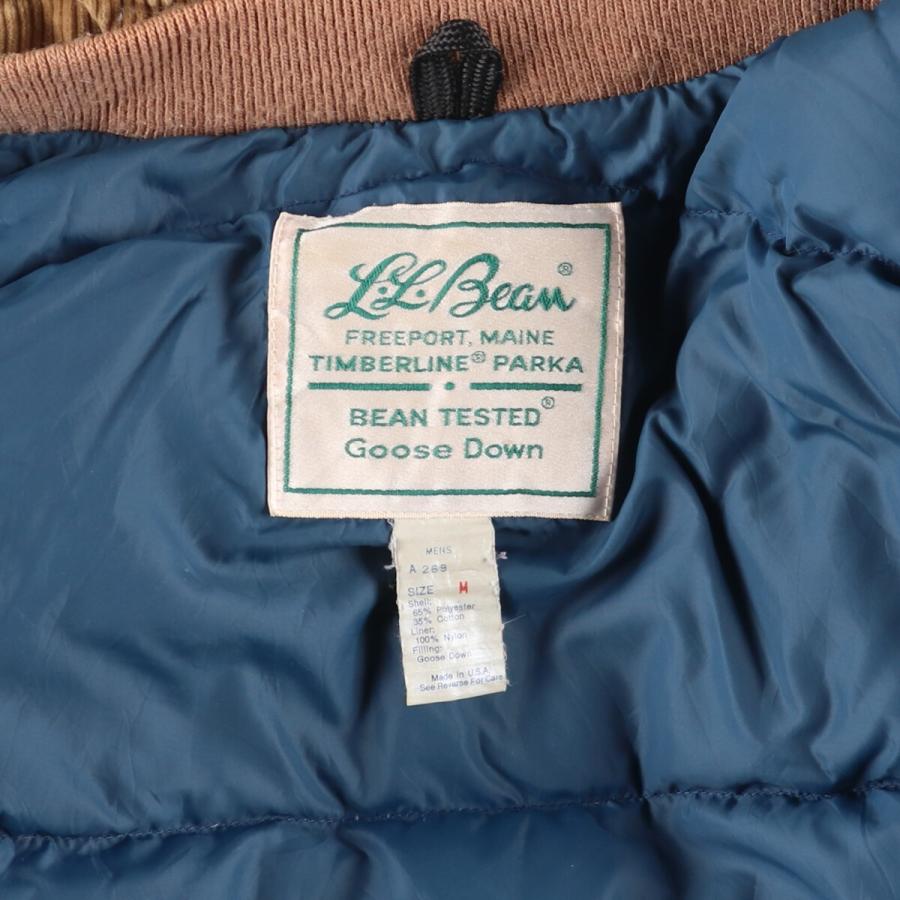 L.L.Bean®
FREEPORT, MAINE
TIMBERLINE® PARKA
BEAN TESTED®
Goose Down
MENS
A 269
SIZE M
Shell:
65% Polyester
35% Cotton
Liner:
100% Nylon
Filling:
Goose Down
Made in U.S.A.
See Reverse For Care